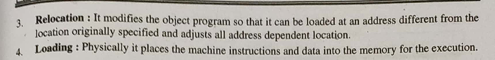 3. Relocation : It modifies the object program so that it can be loaded at an address different from the
location originally specified and adjusts all address dependent location.
4. Loading : Physically it places the machine instructions and data into the memory for the execution.